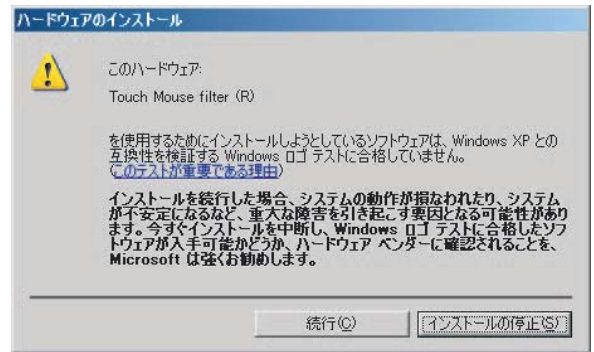 ハードウェアのインストール
このハードウェア:
Touch Mouse filter (R)
を使用するためにインストールしようとしているソフトウェアは、Windows XP との
互換性を検証する Windows ロゴ テストに合格していません。
(このテストが重要である理由)
インストールを続行した場合、システムの動作が損なわれたり、システム
が不安定になるなど、重大な障害を引き起こす要因となる可能性があり
ます。今すぐインストールを中断し、Windows ロゴ テストに合格したソフ
トウェアが入手可能かどうか、ハードウェア ベンダーに確認されることを、
Microsoft は強くお勧めします。
続行(C)
インストールの停止(S)